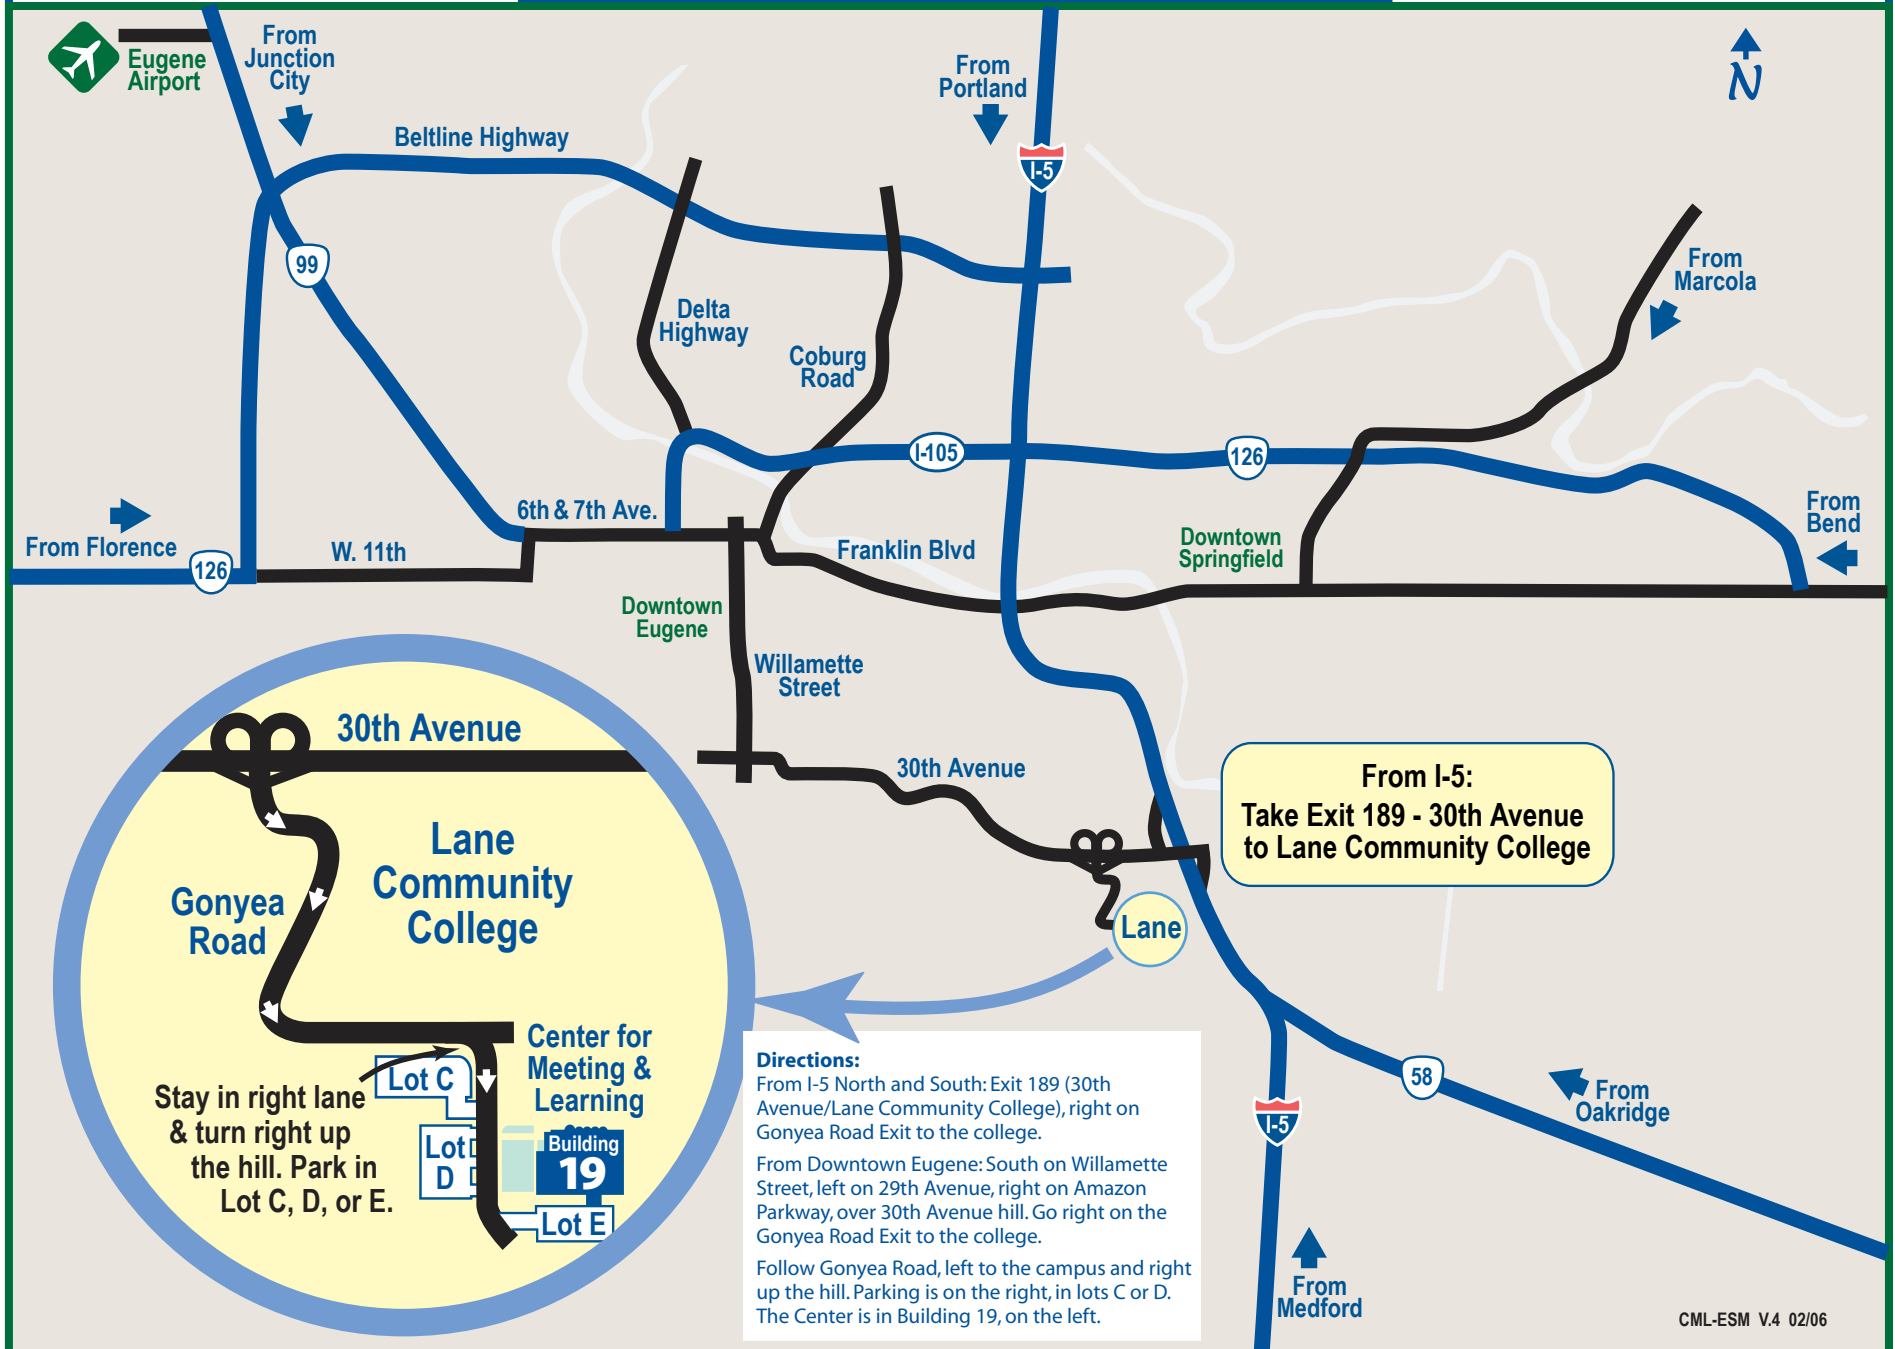 Eugene
Airport
From
Junction
City
From
Portland
N
Beltline Highway
I-5
99
From
Marcola
Delta
Highway
Coburg
Road
I-105
126
6th & 7th Ave.
From
Bend
From Florence
126
W. 11th
Franklin Blvd
Downtown
Springfield
Downtown
Eugene
Willamette
Street
30th Avenue
30th Avenue
From I-5:
Take Exit 189 - 30th Avenue
to Lane Community College
Lane
Community
College
Gonyea
Road
Lane
Center for
Meeting &
Learning
Lot C
Stay in right lane
& turn right up
the hill. Park in
Lot C, D, or E.
Lot
D
Building
19
Lot E
Directions:
From I-5 North and South: Exit 189 (30th
Avenue/Lane Community College), right on
Gonyea Road Exit to the college.
From Downtown Eugene: South on Willamette
Street, left on 29th Avenue, right on Amazon
Parkway, over 30th Avenue hill. Go right on the
Gonyea Road Exit to the college.
Follow Gonyea Road, left to the campus and right
up the hill. Parking is on the right, in lots C or D.
The Center is in Building 19, on the left.
58
From
Oakridge
I-5
From
Medford
CML-ESM V.4 02/06